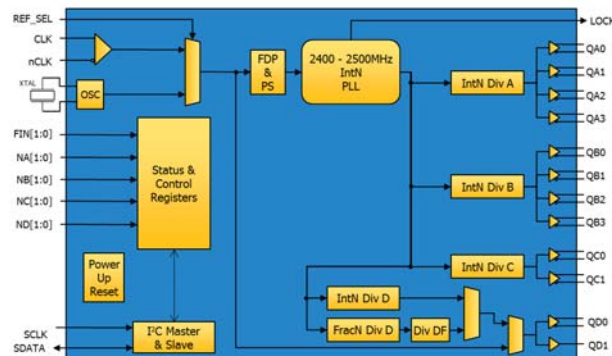 REF_SEL
CLK
nCLK
XTAL
OSC
FIN[1:0]
NA[1:0]
NB[1:0]
NC[1:0]
ND[1:0]
SCLK
SDATA
Status &
Control
Registers
Power
Up
Reset
I²C Master
& Slave
FDP
&
PS
2400 - 2500MHz
IntN
PLL
IntN Div A
IntN Div B
IntN Div C
IntN Div D
FracN Div D
Div DF
LOCK
QA0
QA1
QA2
QA3
QB0
QB1
QB2
QB3
QC0
QC1
QD0
QD1